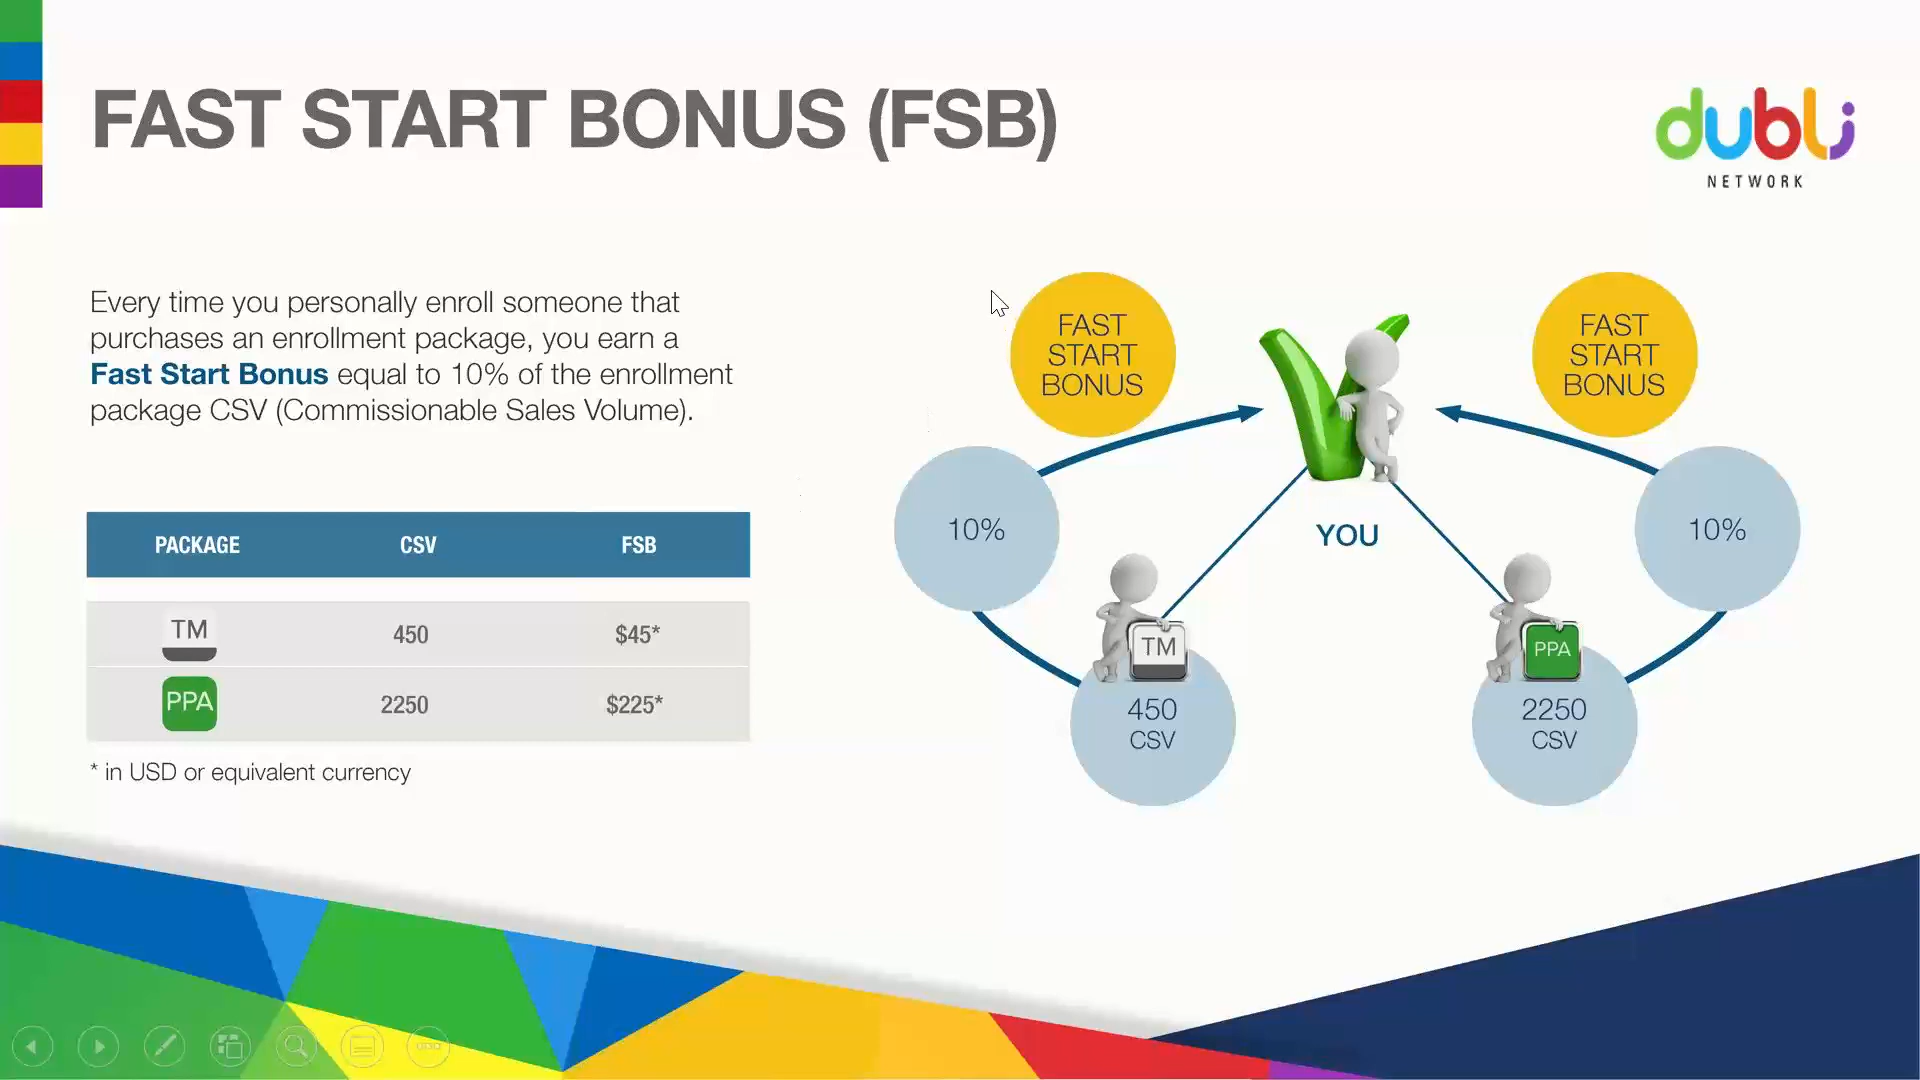 FAST START BONUS (FSB)
dubli
NETWORK
Every time you personally enroll someone that
purchases an enrollment package, you earn a
Fast Start Bonus equal to 10% of the enrollment
package CSV (Commissionable Sales Volume).
PACKAGE CSV FSB
TM 450 $45*
PPA 2250 $225*
* in USD or equivalent currency
FAST
START
BONUS
FAST
START
BONUS
10%
YOU
10%
TM
450
CSV
PPA
2250
CSV